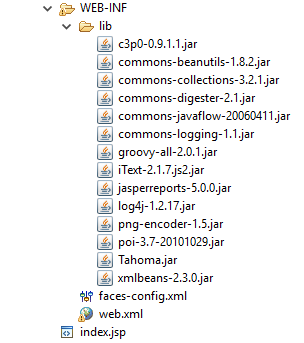 WEB-INF
lib
c3p0-0.9.1.1.jar
commons-beanutils-1.8.2.jar
commons-collections-3.2.1.jar
commons-digester-2.1.jar
commons-javaflow-20060411.jar
commons-logging-1.1.jar
groovy-all-2.0.1.jar
iText-2.1.7.js2.jar
jasperreports-5.0.0.jar
log4j-1.2.17.jar
png-encoder-1.5.jar
poi-3.7-20101029.jar
Tahoma.jar
xmlbeans-2.3.0.jar
faces-config.xml
web.xml
index.jsp